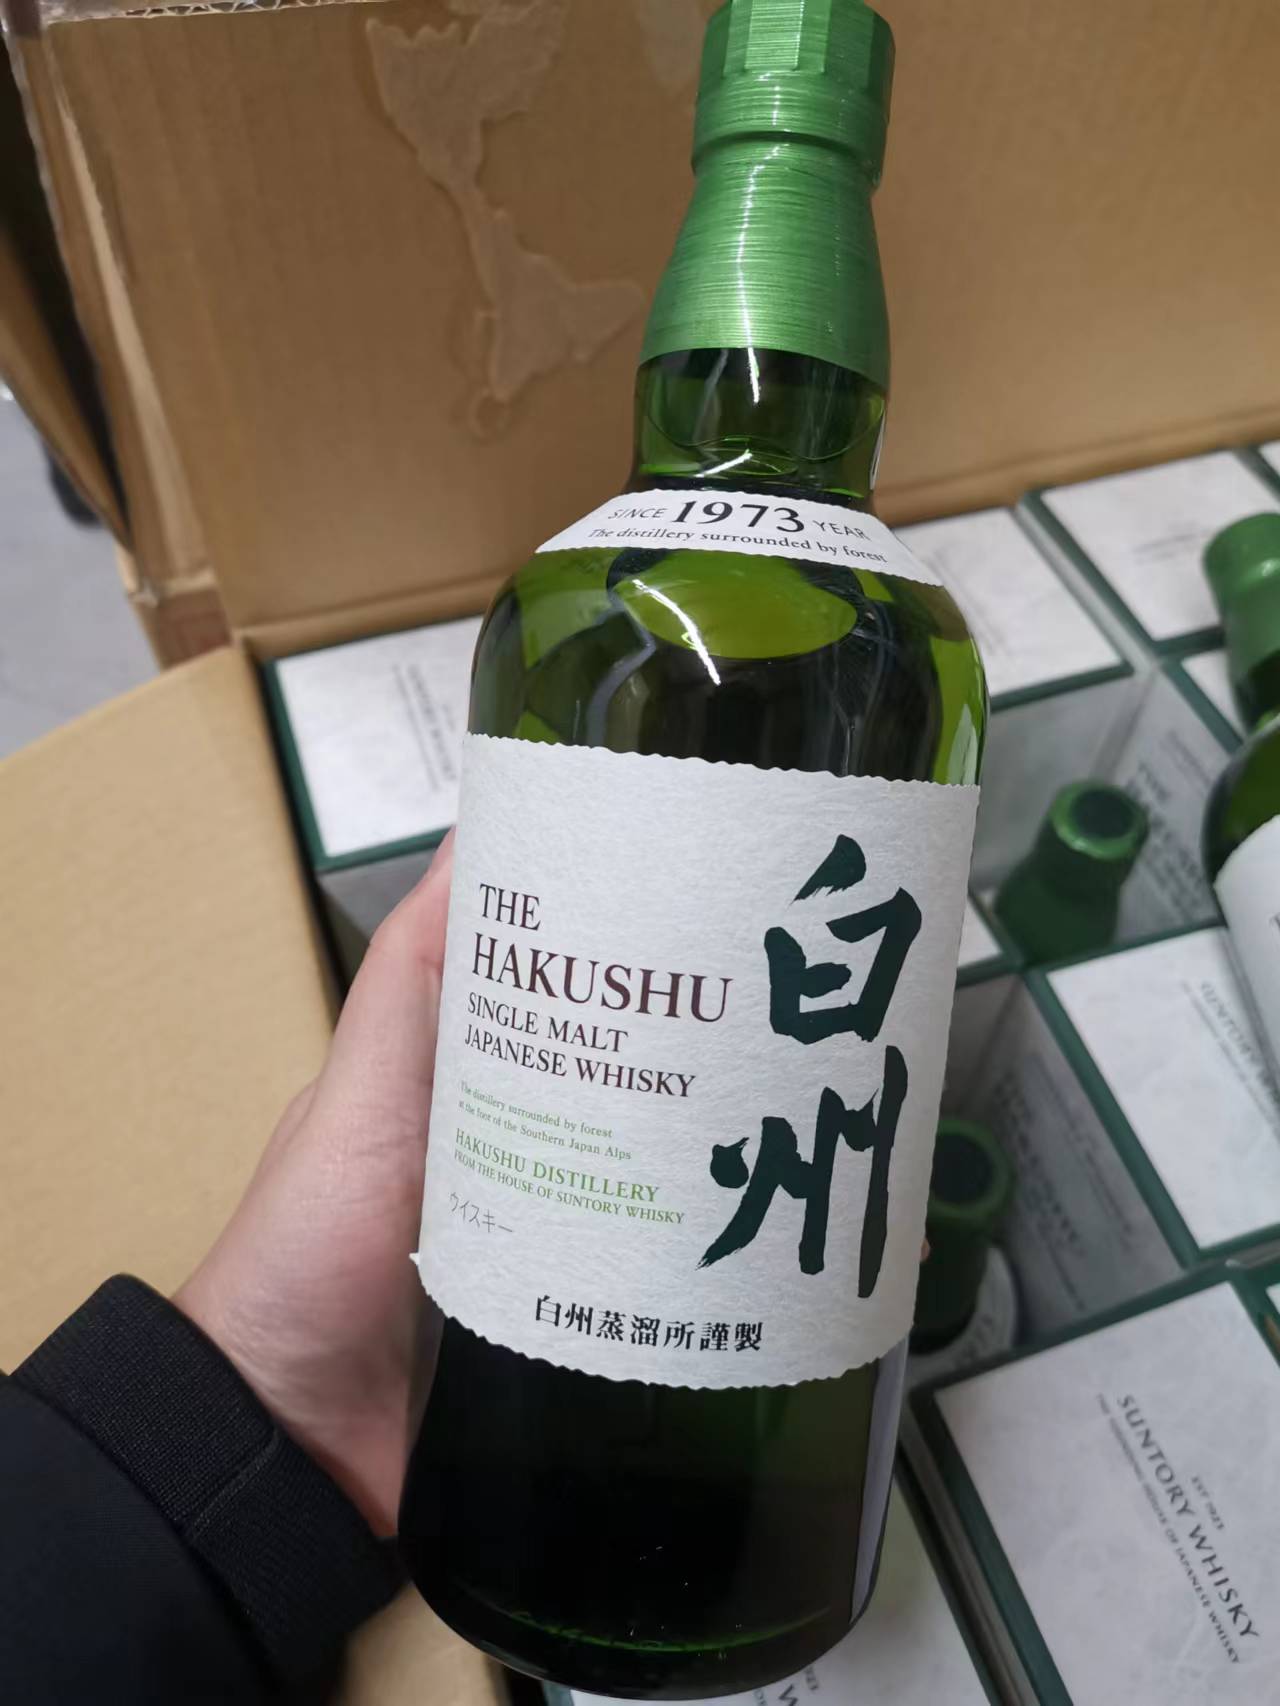 SINCE 1973 YEAR
The distillery surrounded by forest
THE
HAKUSHU
SINGLE MALT
JAPANESE WHISKY
白州
The distillery surrounded by forest
at the foot of the Southern Japan Alps
HAKUSHU DISTILLERY
FROM THE HOUSE OF SUNTORY WHISKY
ウイスキー
白州蒸溜所謹製
EST 1923
SUNTORY WHISKY